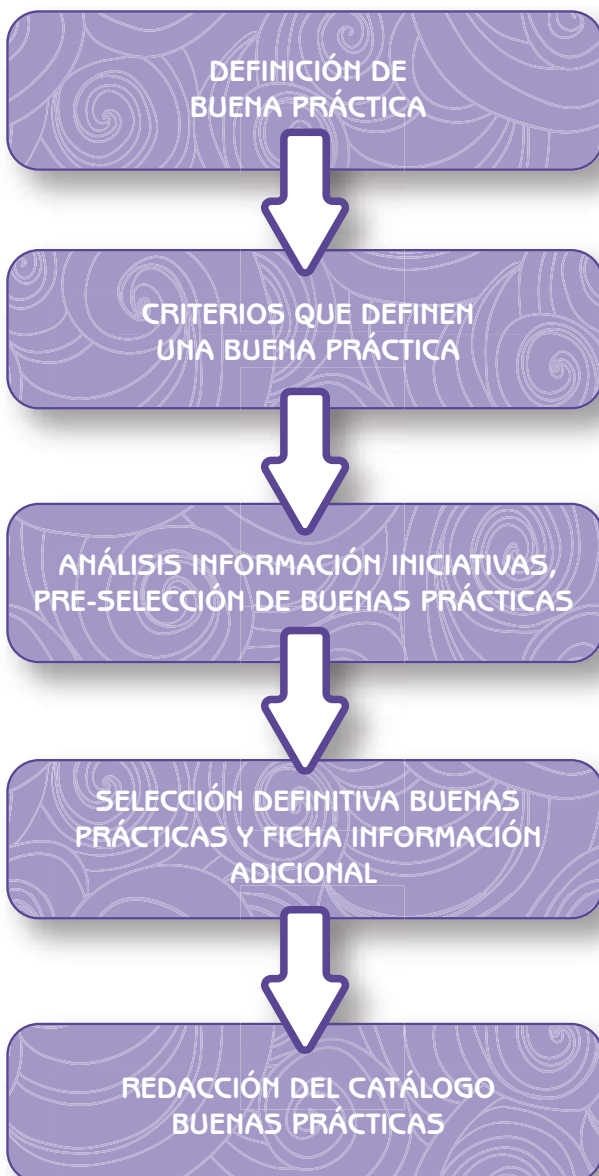 DEFINICIÓN DE
BUENA PRÁCTICA
CRITERIOS QUE DEFINEN
UNA BUENA PRÁCTICA
ANÁLISIS INFORMACIÓN INICIATIVAS,
PRE-SELECCIÓN DE BUENAS PRÁCTICAS
SELECCIÓN DEFINITIVA BUENAS
PRÁCTICAS Y FICHA INFORMACIÓN
ADICIONAL
REDACCIÓN DEL CATÁLOGO
BUENAS PRÁCTICAS